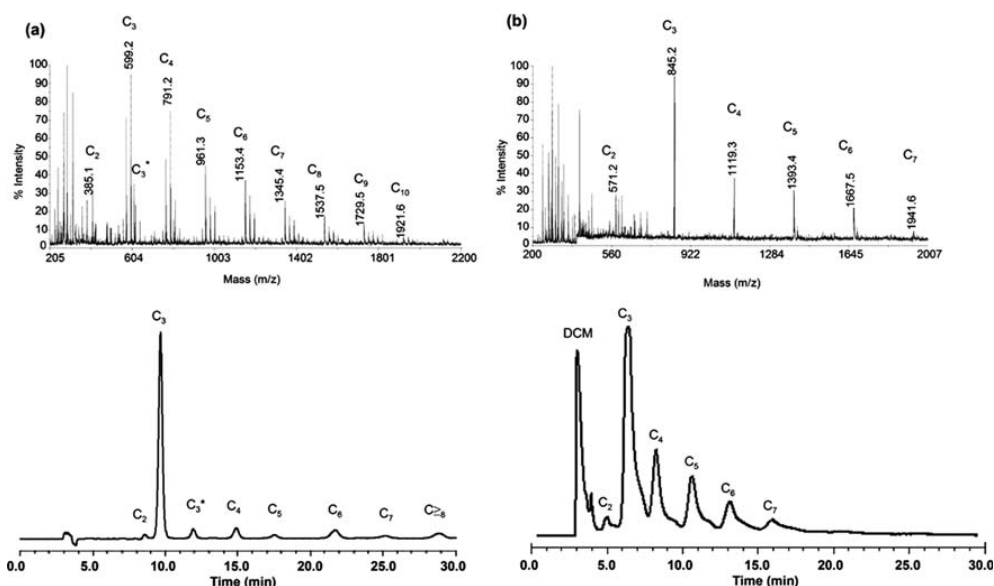 (a)
C3
599.2
C4
791.2
C2
385.1
C3*
C5
961.3
C6
1153.4
C7
1345.4
C8
1537.5
C9
1729.5
C10
1921.6
% Intensity
100
90
80
70
60
50
40
30
20
10
0
205 604 1003 1402 1801 2200
Mass (m/z)
(b)
C3
845.2
C2
571.2
C4
1119.3
C5
1393.4
C6
1667.5
C7
1941.6
% Intensity
100
90
80
70
60
50
40
30
20
10
0
200 560 922 1284 1645 2007
Mass (m/z)
C3
C2 C3* C4 C5 C6 C7 C≥8
0.0 5.0 10.0 15.0 20.0 25.0 30.0
Time (min)
DCM
C3
C2
C4
C5
C6
C7
0.0 5.0 10.0 15.0 20.0 25.0 30.0
Time (min)